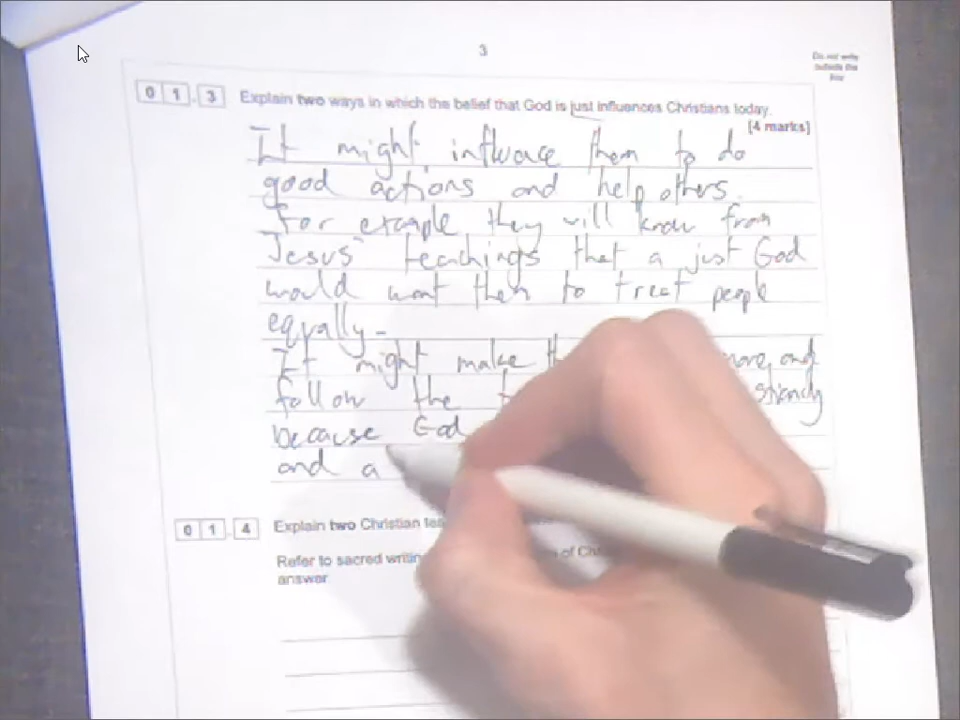 3
Do not write
outside the
box
0 1 . 3 Explain two ways in which the belief that God is just influences Christians today.
[4 marks]
It might influence them to do
good actions and help others.
For example they will know from
Jesus' teachings that a just God
would want them to treat people
equally.
It might make more and
follow the
because God
and a
0 1 . 4 Explain two Christian
Refer to sacred of
answer